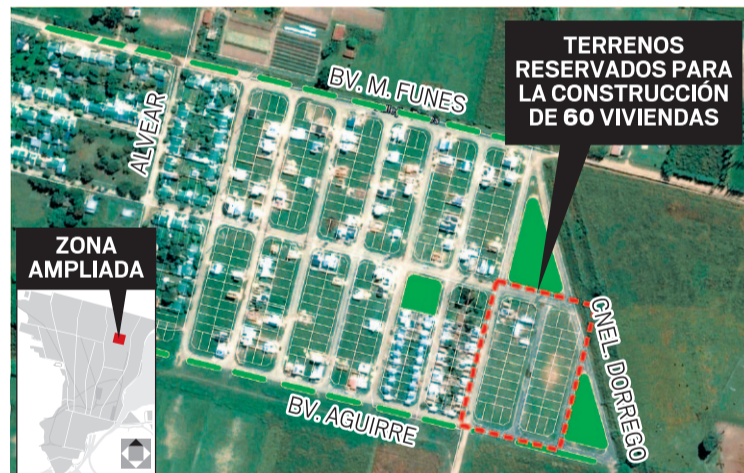 TERRENOS
RESERVADOS PARA
LA CONSTRUCCIÓN
DE 60 VIVIENDAS
BV. M. FUNES
ALVEAR
ZONA
AMPLIADA
CNEL. DORREGO
BV. AGUIRRE